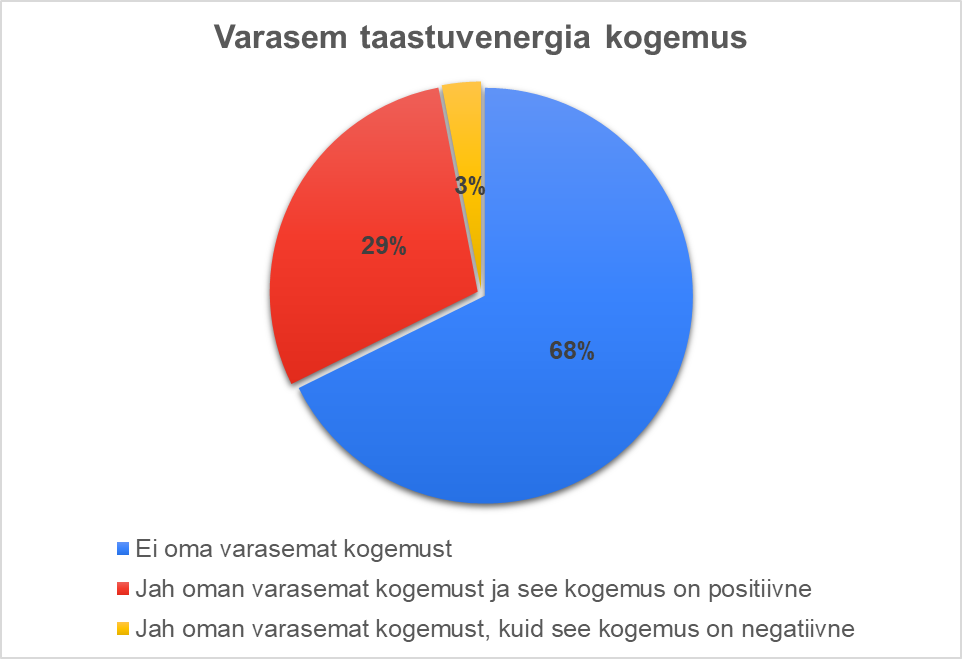 Varasem taastuvenergia kogemus
3%
29%
68%
Ei oma varasemat kogemust
Jah oman varasemat kogemust ja see kogemus on positiivne
Jah oman varasemat kogemust, kuid see kogemus on negatiivne